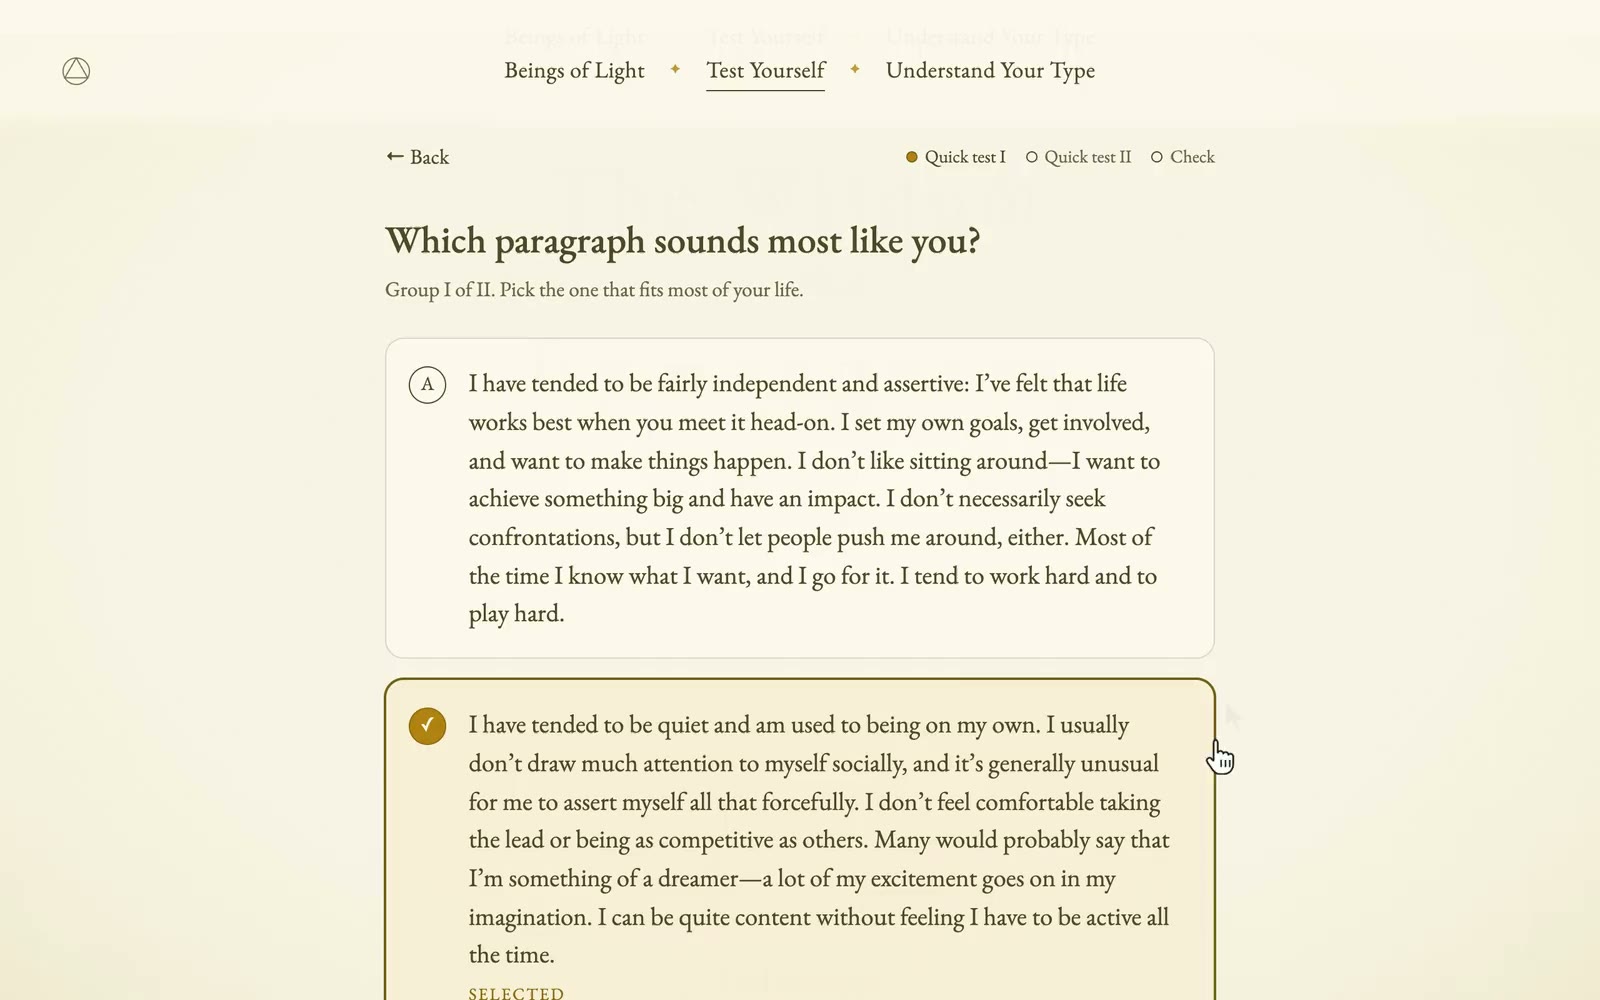 Beings of Light ✦ Test Yourself ✦ Understand Your Type
← Back
Quick test I
Quick test II
Check
Which paragraph sounds most like you?
Group I of II. Pick the one that fits most of your life.
A
I have tended to be fairly independent and assertive: I’ve felt that life
works best when you meet it head-on. I set my own goals, get involved,
and want to make things happen. I don’t like sitting around—I want to
achieve something big and have an impact. I don’t necessarily seek
confrontations, but I don’t let people push me around, either. Most of
the time I know what I want, and I go for it. I tend to work hard and to
play hard.
I have tended to be quiet and am used to being on my own. I usually
don’t draw much attention to myself socially, and it’s generally unusual
for me to assert myself all that forcefully. I don’t feel comfortable taking
the lead or being as competitive as others. Many would probably say that
I’m something of a dreamer—a lot of my excitement goes on in my
imagination. I can be quite content without feeling I have to be active all
the time.
SELECTED